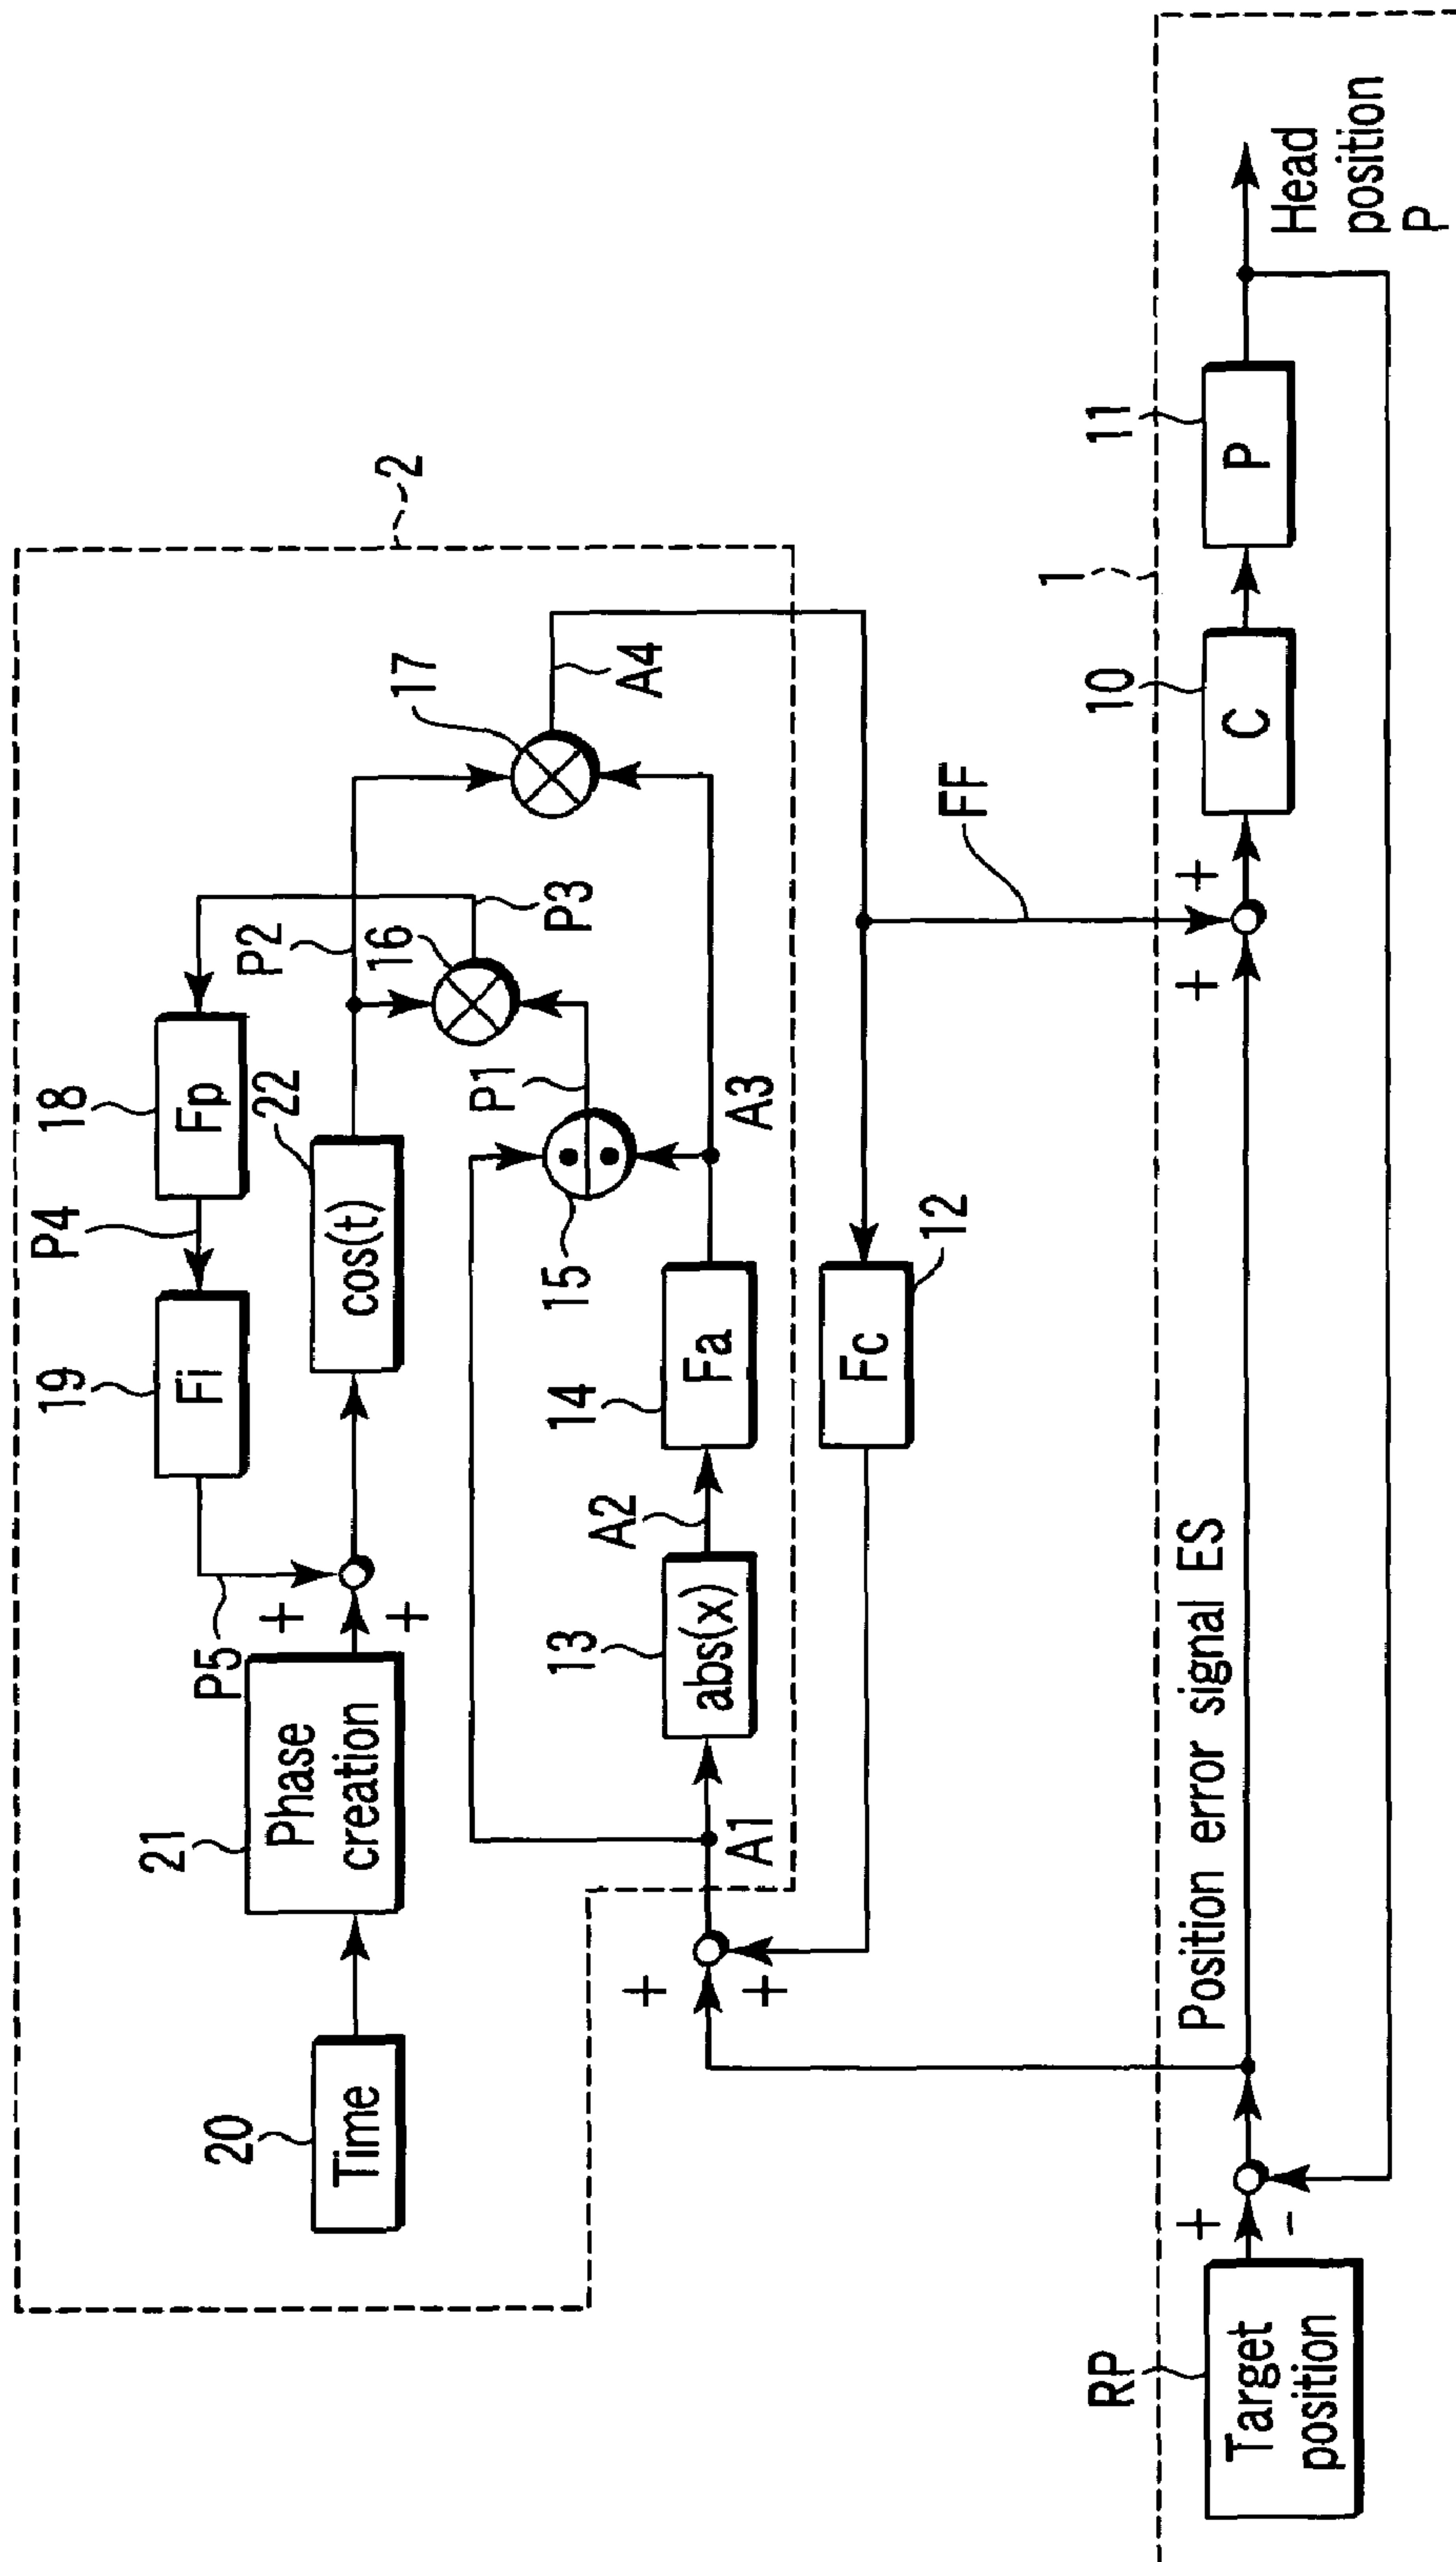 2
18
Fp
P4
19
Fi
P5
P2
22
cos(t)
16
P3
17
A4
21
Phase
creation
20
Time
+
+
P1
15
A3
14
Fa
A2
13
abs(x)
A1
+
+
12
Fc
FF
1
10
C
11
P
Head
position
P
+
+
Position error signal ES
RP
Target
position
+
-